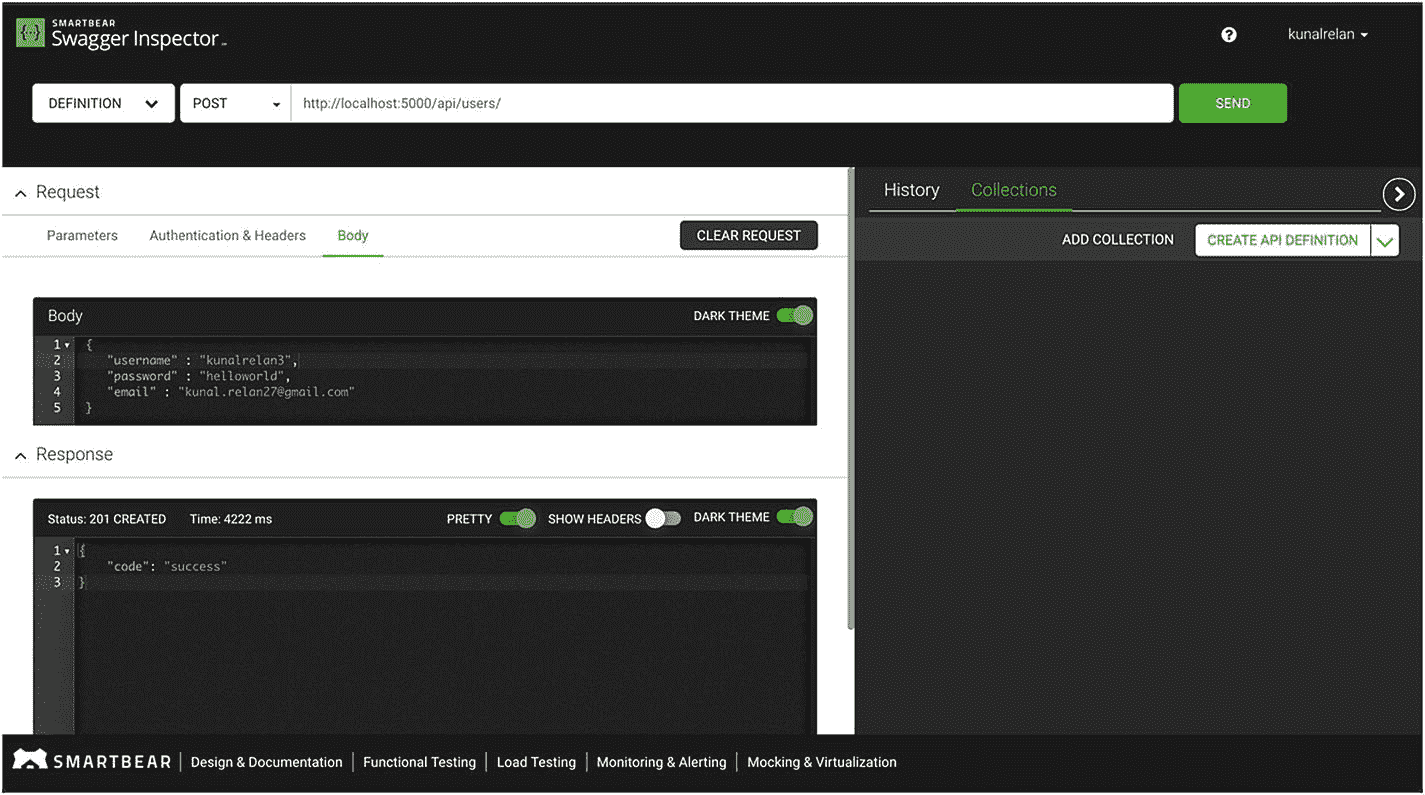 SMARTBEAR
Swagger Inspector
kunalrelan
DEFINITION POST http://localhost:5000/api/users/ SEND
Request
Parameters Authentication & Headers Body CLEAR REQUEST
History Collections
ADD COLLECTION CREATE API DEFINITION
Body DARK THEME
1 {
2 "username" : "kunalrelan3",
3 "password" : "helloworld",
4 "email" : "kunal.relan27@gmail.com"
5 }
Response
Status: 201 CREATED Time: 4222 ms PRETTY SHOW HEADERS DARK THEME
1 {
2 "code": "success"
3 }
SMARTBEAR Design & Documentation Functional Testing Load Testing Monitoring & Alerting Mocking & Virtualization